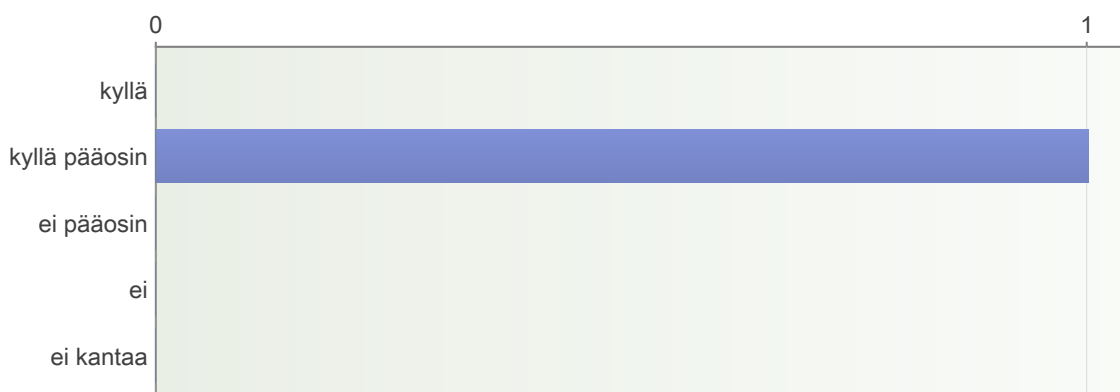 0 1
kyllä
kyllä pääosin
ei pääosin
ei
ei kantaa